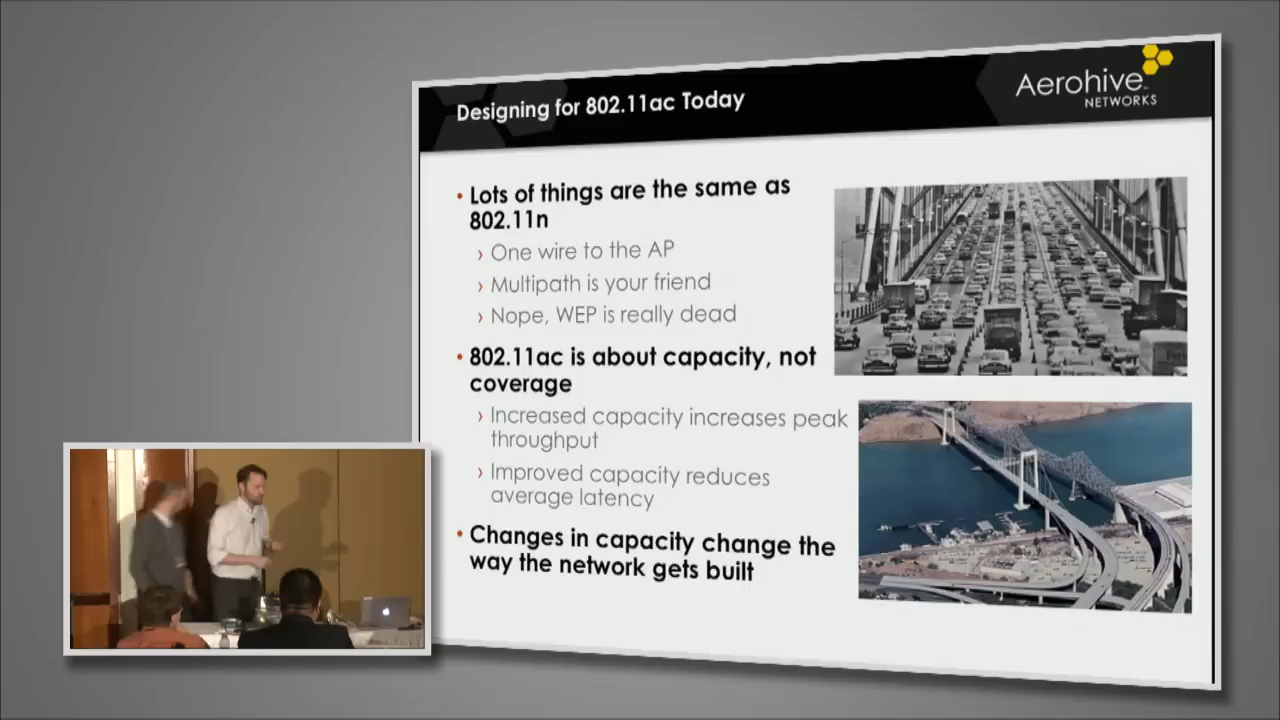 Designing for 802.11ac Today
Aerohive
NETWORKS
• Lots of things are the same as
802.11n
› One wire to the AP
› Multipath is your friend
› Nope, WEP is really dead
• 802.11ac is about capacity, not
coverage
› Increased capacity increases peak
throughput
› Improved capacity reduces
average latency
• Changes in capacity change the
way the network gets built